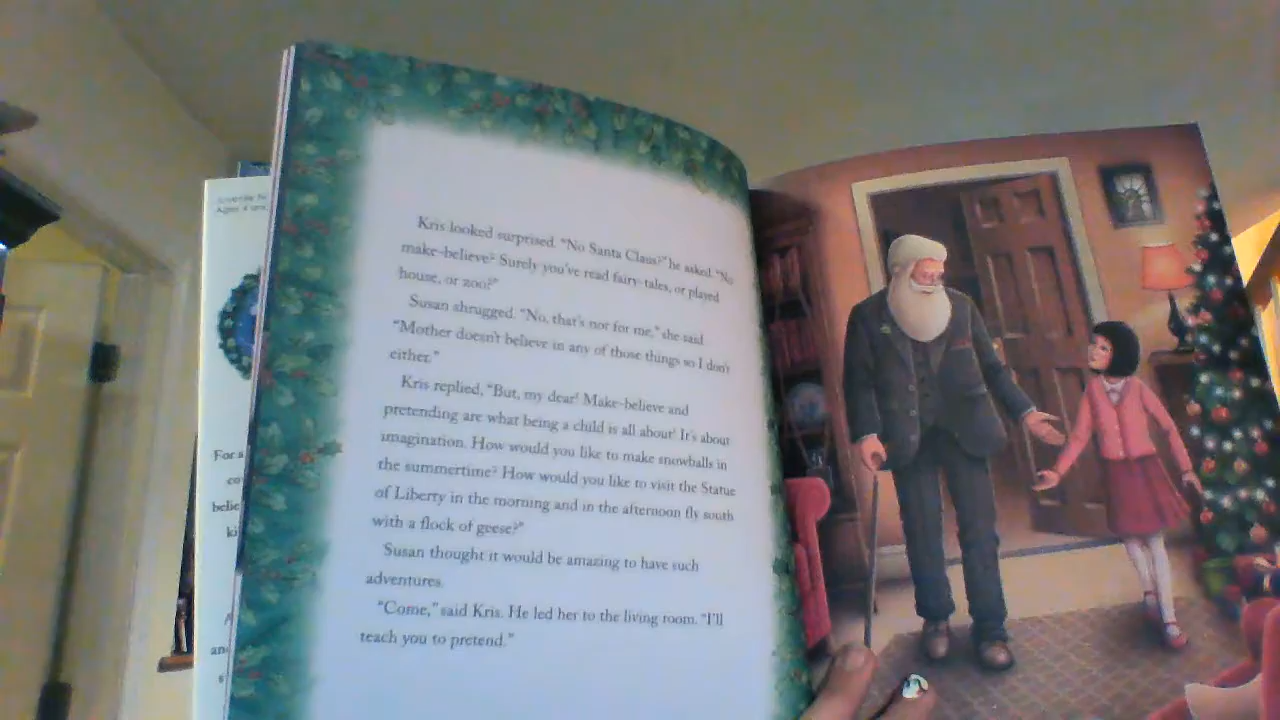 Kris looked surprised. "No Santa Claus?" he asked. "No
make-believe? Surely you've read fairy-tales, or played
house, or zoo?"
Susan shrugged. "No, that's not for me," she said.
"Mother doesn't believe in any of those things so I don't
either."
Kris replied, "But, my dear! Make-believe and
pretending are what being a child is all about! It's about
imagination. How would you like to make snowballs in
the summertime? How would you like to visit the Statue
of Liberty in the morning and in the afternoon fly south
with a flock of geese?"
Susan thought it would be amazing to have such
adventures.
"Come," said Kris. He led her to the living room. "I'll
teach you to pretend."
For a